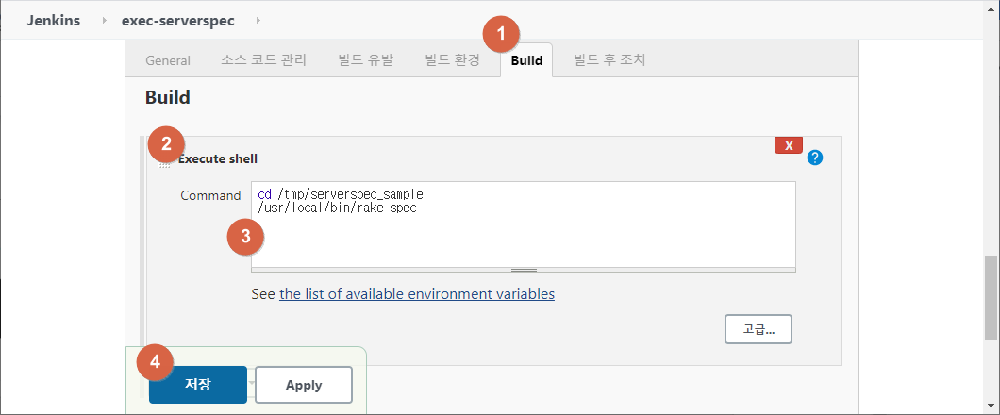 Jenkins exec-serverspec
1
General 소스 코드 관리 빌드 유발 빌드 환경 Build 빌드 후 조치
Build
2
Execute shell
X
?
Command
cd /tmp/serverspec_sample
/usr/local/bin/rake spec
3
See the list of available environment variables
고급...
4
저장 Apply